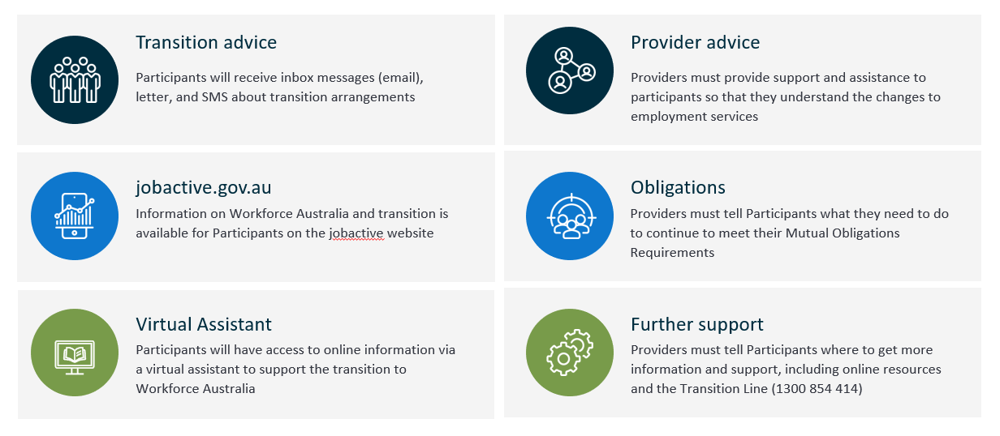 Transition advice
Participants will receive inbox messages (email),
letter, and SMS about transition arrangements
Provider advice
Providers must provide support and assistance to
participants so that they understand the changes to
employment services
jobactive.gov.au
Information on Workforce Australia and transition is
available for Participants on the jobactive website
Obligations
Providers must tell Participants what they need to do
to continue to meet their Mutual Obligations
Requirements
Virtual Assistant
Participants will have access to online information via
a virtual assistant to support the transition to
Workforce Australia
Further support
Providers must tell Participants where to get more
information and support, including online resources
and the Transition Line (1300 854 414)